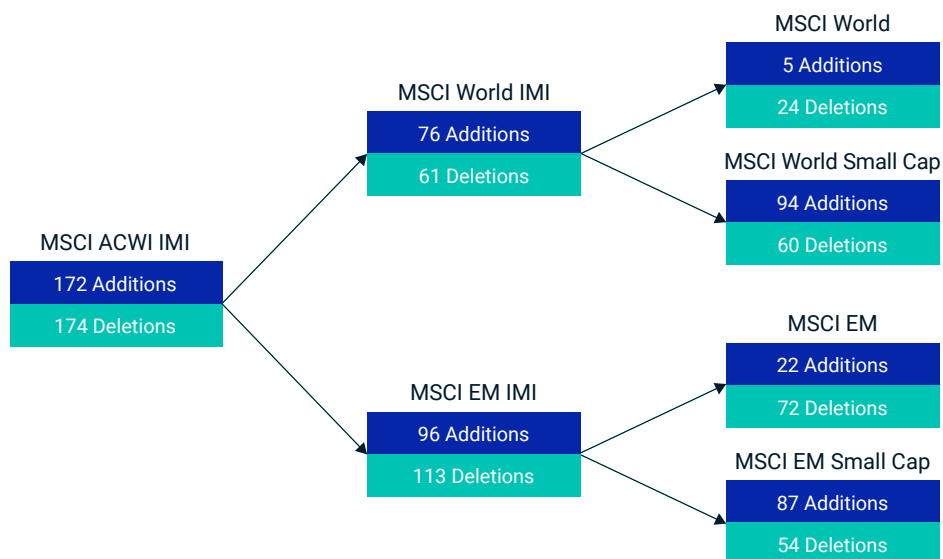 MSCI ACWI IMI
172 Additions
174 Deletions
MSCI World IMI
76 Additions
61 Deletions
MSCI EM IMI
96 Additions
113 Deletions
MSCI World
5 Additions
24 Deletions
MSCI World Small Cap
94 Additions
60 Deletions
MSCI EM
22 Additions
72 Deletions
MSCI EM Small Cap
87 Additions
54 Deletions